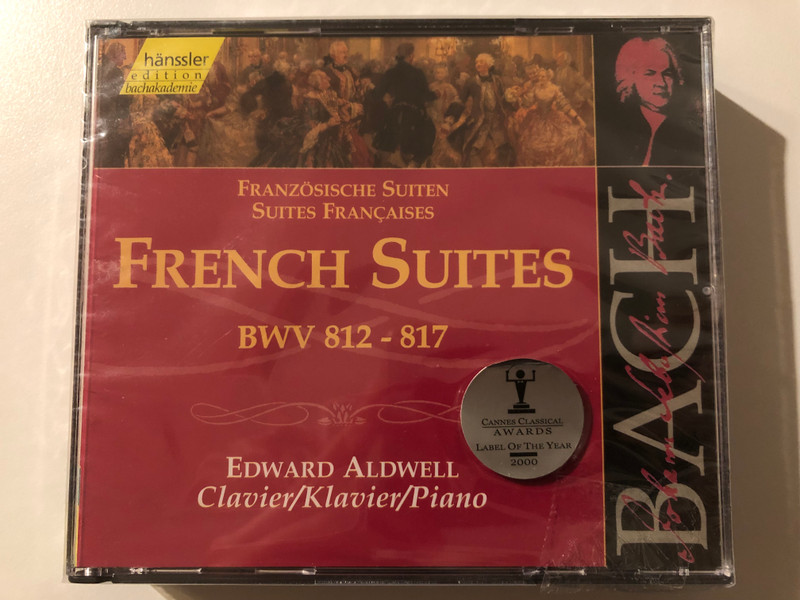 hänssler
edition
bachakademie
FRANZÖSISCHE SUITEN
SUITES FRANÇAISES
FRENCH SUITES
BWV 812 - 817
CANNES CLASSICAL
AWARDS
LABEL OF THE YEAR
2000
EDWARD ALDWELL
Clavier/Klavier/Piano
BACH